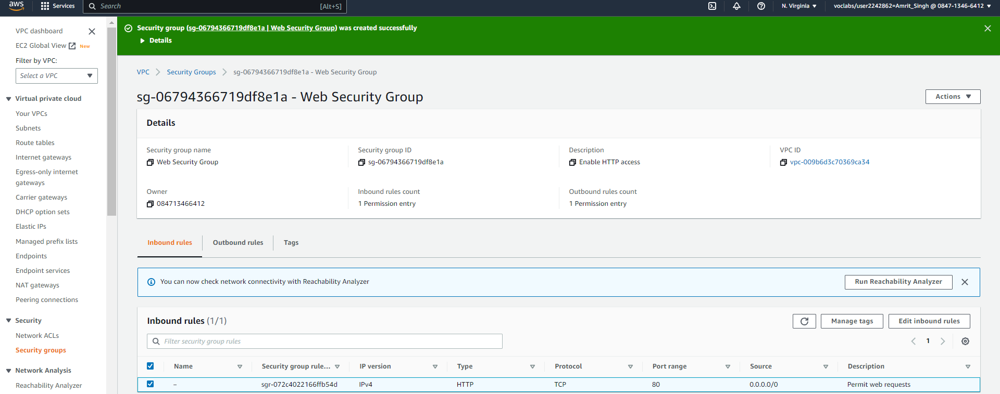 aws
Services
Search
[Alt+S]
N. Virginia
voclabs/user2242862=Amrit_Singh @ 0847-1346-6412
VPC dashboard
EC2 Global View New
Filter by VPC:
Select a VPC
Virtual private cloud
Your VPCs
Subnets
Route tables
Internet gateways
Egress-only internet
gateways
Carrier gateways
DHCP option sets
Elastic IPs
Managed prefix lists
Endpoints
Endpoint services
NAT gateways
Peering connections
Security
Network ACLs
Security groups
Network Analysis
Reachability Analyzer
Security group (sg-06794366719df8e1a | Web Security Group) was created successfully
Details
VPC
Security Groups
sg-06794366719df8e1a - Web Security Group
sg-06794366719df8e1a - Web Security Group
Actions
Details
Security group name
Web Security Group
Security group ID
sg-06794366719df8e1a
Description
Enable HTTP access
VPC ID
vpc-009b6d3c70369ca34
Owner
084713466412
Inbound rules count
1 Permission entry
Outbound rules count
1 Permission entry
Inbound rules
Outbound rules
Tags
You can now check network connectivity with Reachability Analyzer
Run Reachability Analyzer
Inbound rules (1/1)
Manage tags
Edit inbound rules
Filter security group rules
1
Name Security group rule... IP version Type Protocol Port range Source Description
– sgr-072c4022166ffb54d IPv4 HTTP TCP 80 0.0.0.0/0 Permit web requests